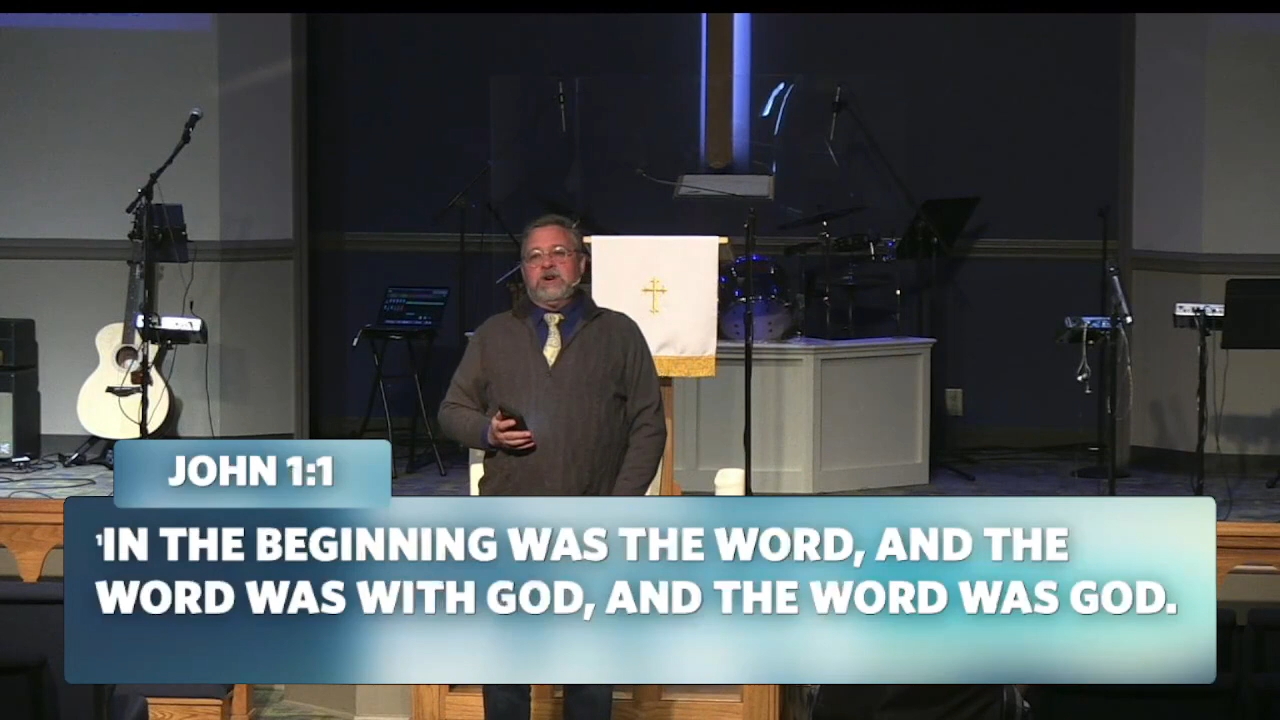 JOHN 1:1
¹IN THE BEGINNING WAS THE WORD, AND THE
WORD WAS WITH GOD, AND THE WORD WAS GOD.